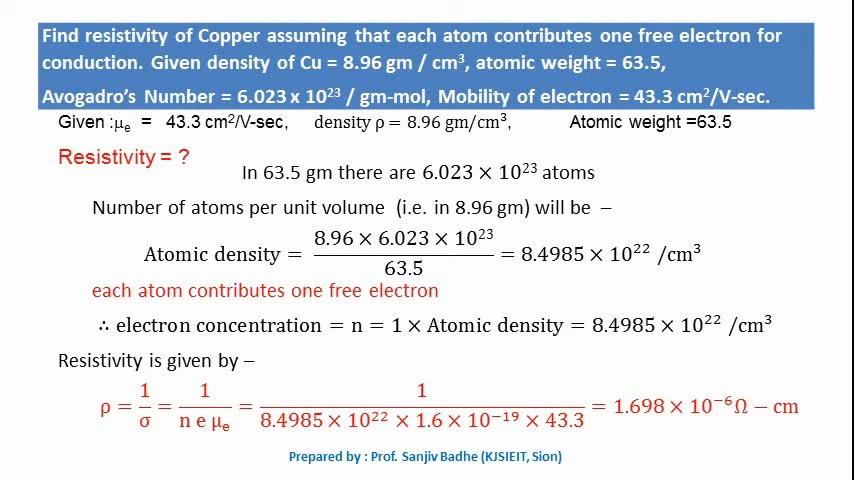 Find resistivity of Copper assuming that each atom contributes one free electron for
conduction. Given density of Cu = 8.96 gm / cm³, atomic weight = 63.5,
Avogadro's Number = 6.023 x 10²³ / gm-mol, Mobility of electron = 43.3 cm²/V-sec.
Given :μₑ = 43.3 cm²/V-sec, density ρ = 8.96 gm/cm³, Atomic weight =63.5
Resistivity = ?
In 63.5 gm there are 6.023 × 10²³ atoms
Number of atoms per unit volume (i.e. in 8.96 gm) will be –
Atomic density = 8.96 × 6.023 × 10²³ / 63.5 = 8.4985 × 10²² /cm³
each atom contributes one free electron
∴ electron concentration = n = 1 × Atomic density = 8.4985 × 10²² /cm³
Resistivity is given by –
ρ = 1/σ = 1/(n e μₑ) = 1/(8.4985 × 10²² × 1.6 × 10⁻¹⁹ × 43.3) = 1.698 × 10⁻⁶Ω – cm
Prepared by : Prof. Sanjiv Badhe (KJSIEIT, Sion)